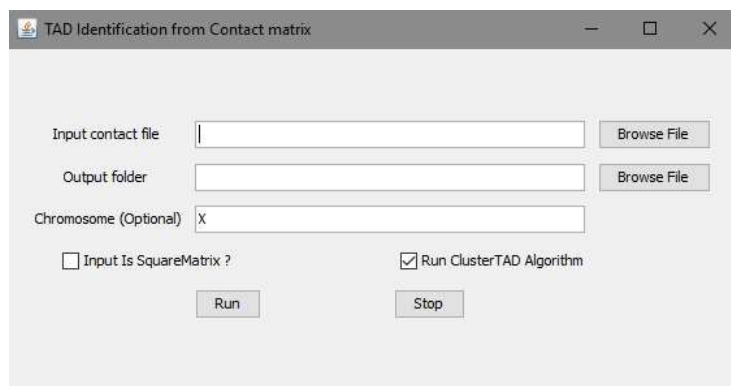 TAD Identification from Contact matrix
Input contact file Browse File
Output folder Browse File
Chromosome (Optional) X
Input Is SquareMatrix ? Run ClusterTAD Algorithm
Run Stop